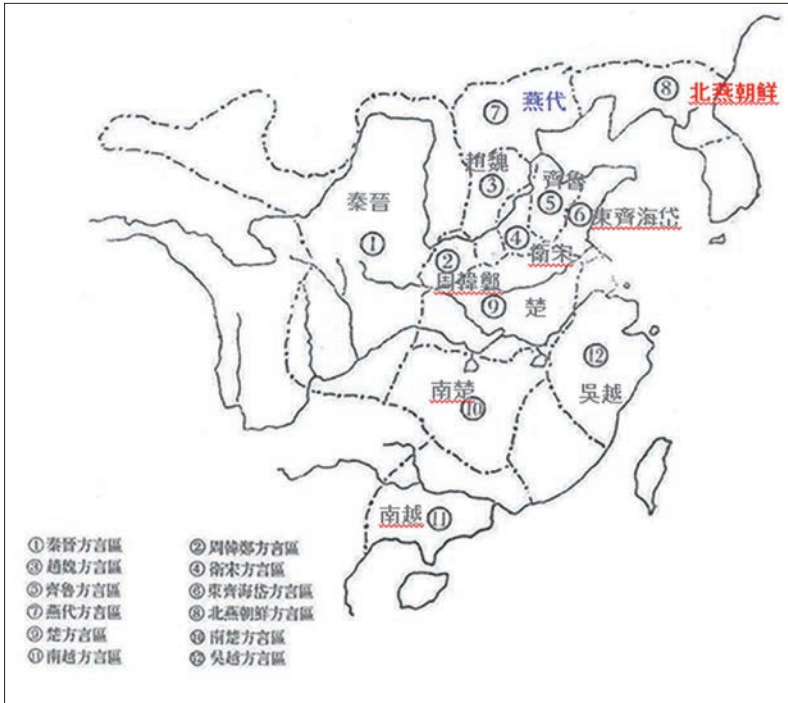 ⑧ 北燕朝鮮
⑦ 燕代
趙魏
③
齊魯
⑤
⑥ 東齊海岱
秦晉
①
④
衛宋
②
周韓鄭
⑨ 楚
⑫
吳越
南楚
⑩
南越 ⑪
①秦晉方言區 ②周韓鄭方言區
③趙魏方言區 ④衛宋方言區
⑤齊魯方言區 ⑥東齊海岱方言區
⑦燕代方言區 ⑧北燕朝鮮方言區
⑨楚方言區 ⑩南楚方言區
⑪南越方言區 ⑫吳越方言區